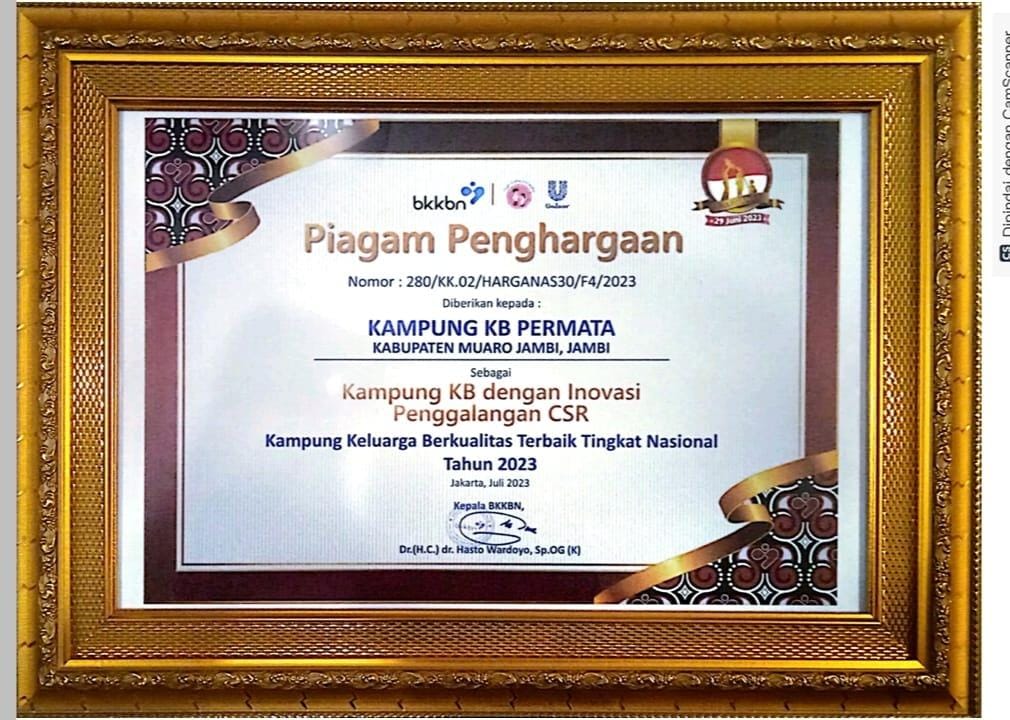 bkkbn
Unilever
29 Juni 2023
Piagam Penghargaan
Nomor : 280/KK.02/HARGANAS30/F4/2023
Diberikan kepada :
KAMPUNG KB PERMATA
KABUPATEN MUARO JAMBI, JAMBI
Sebagai
Kampung KB dengan Inovasi
Penggalangan CSR
Kampung Keluarga Berkualitas Terbaik Tingkat Nasional
Tahun 2023
Jakarta, Juli 2023
Kepala BKKBN,
Dr.(H.C.) dr. Hasto Wardoyo, Sp.OG (K)
CS Dipindai dengan CamScanner